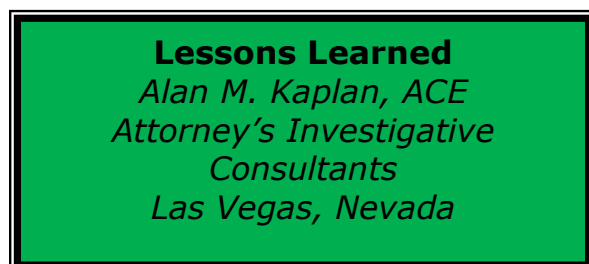 Lessons Learned
Alan M. Kaplan, ACE
Attorney’s Investigative
Consultants
Las Vegas, Nevada